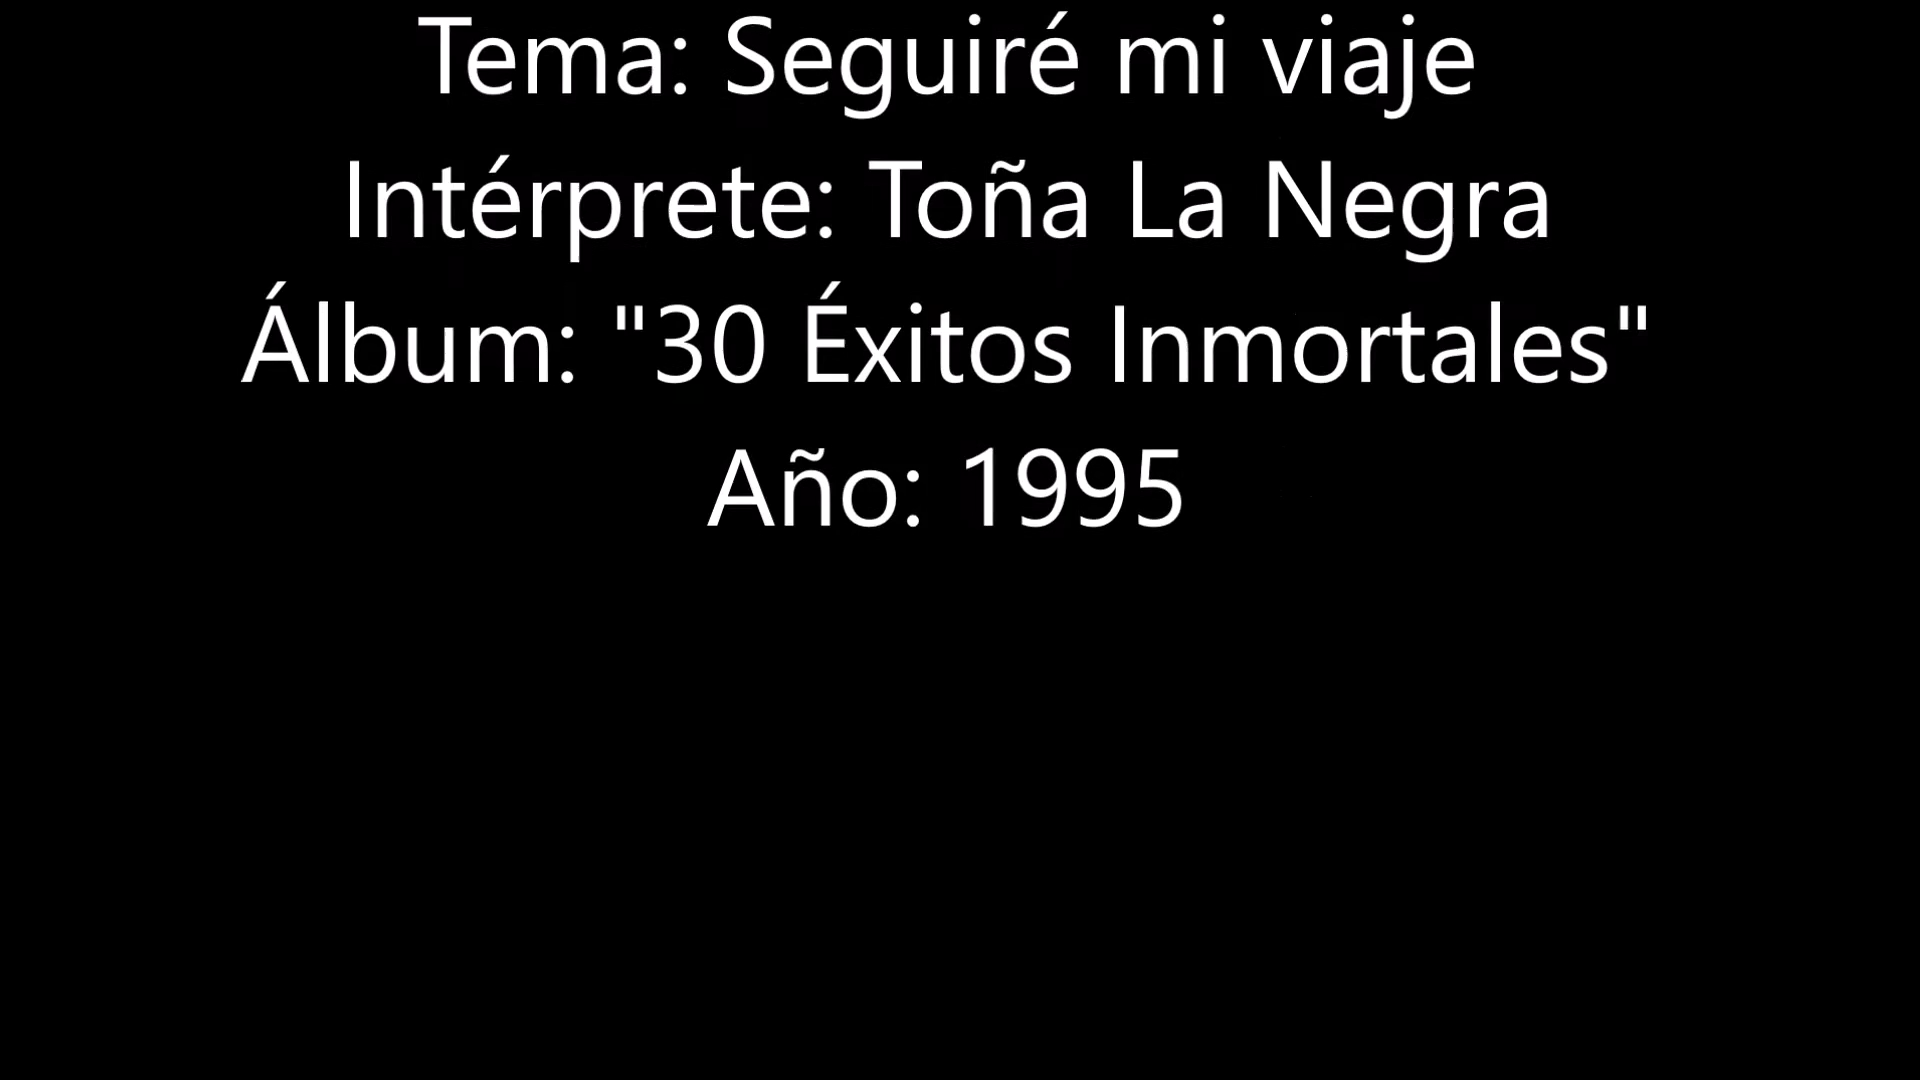 Tema: Seguiré mi viaje
Intérprete: Toña La Negra
Álbum: "30 Éxitos Inmortales"
Año: 1995